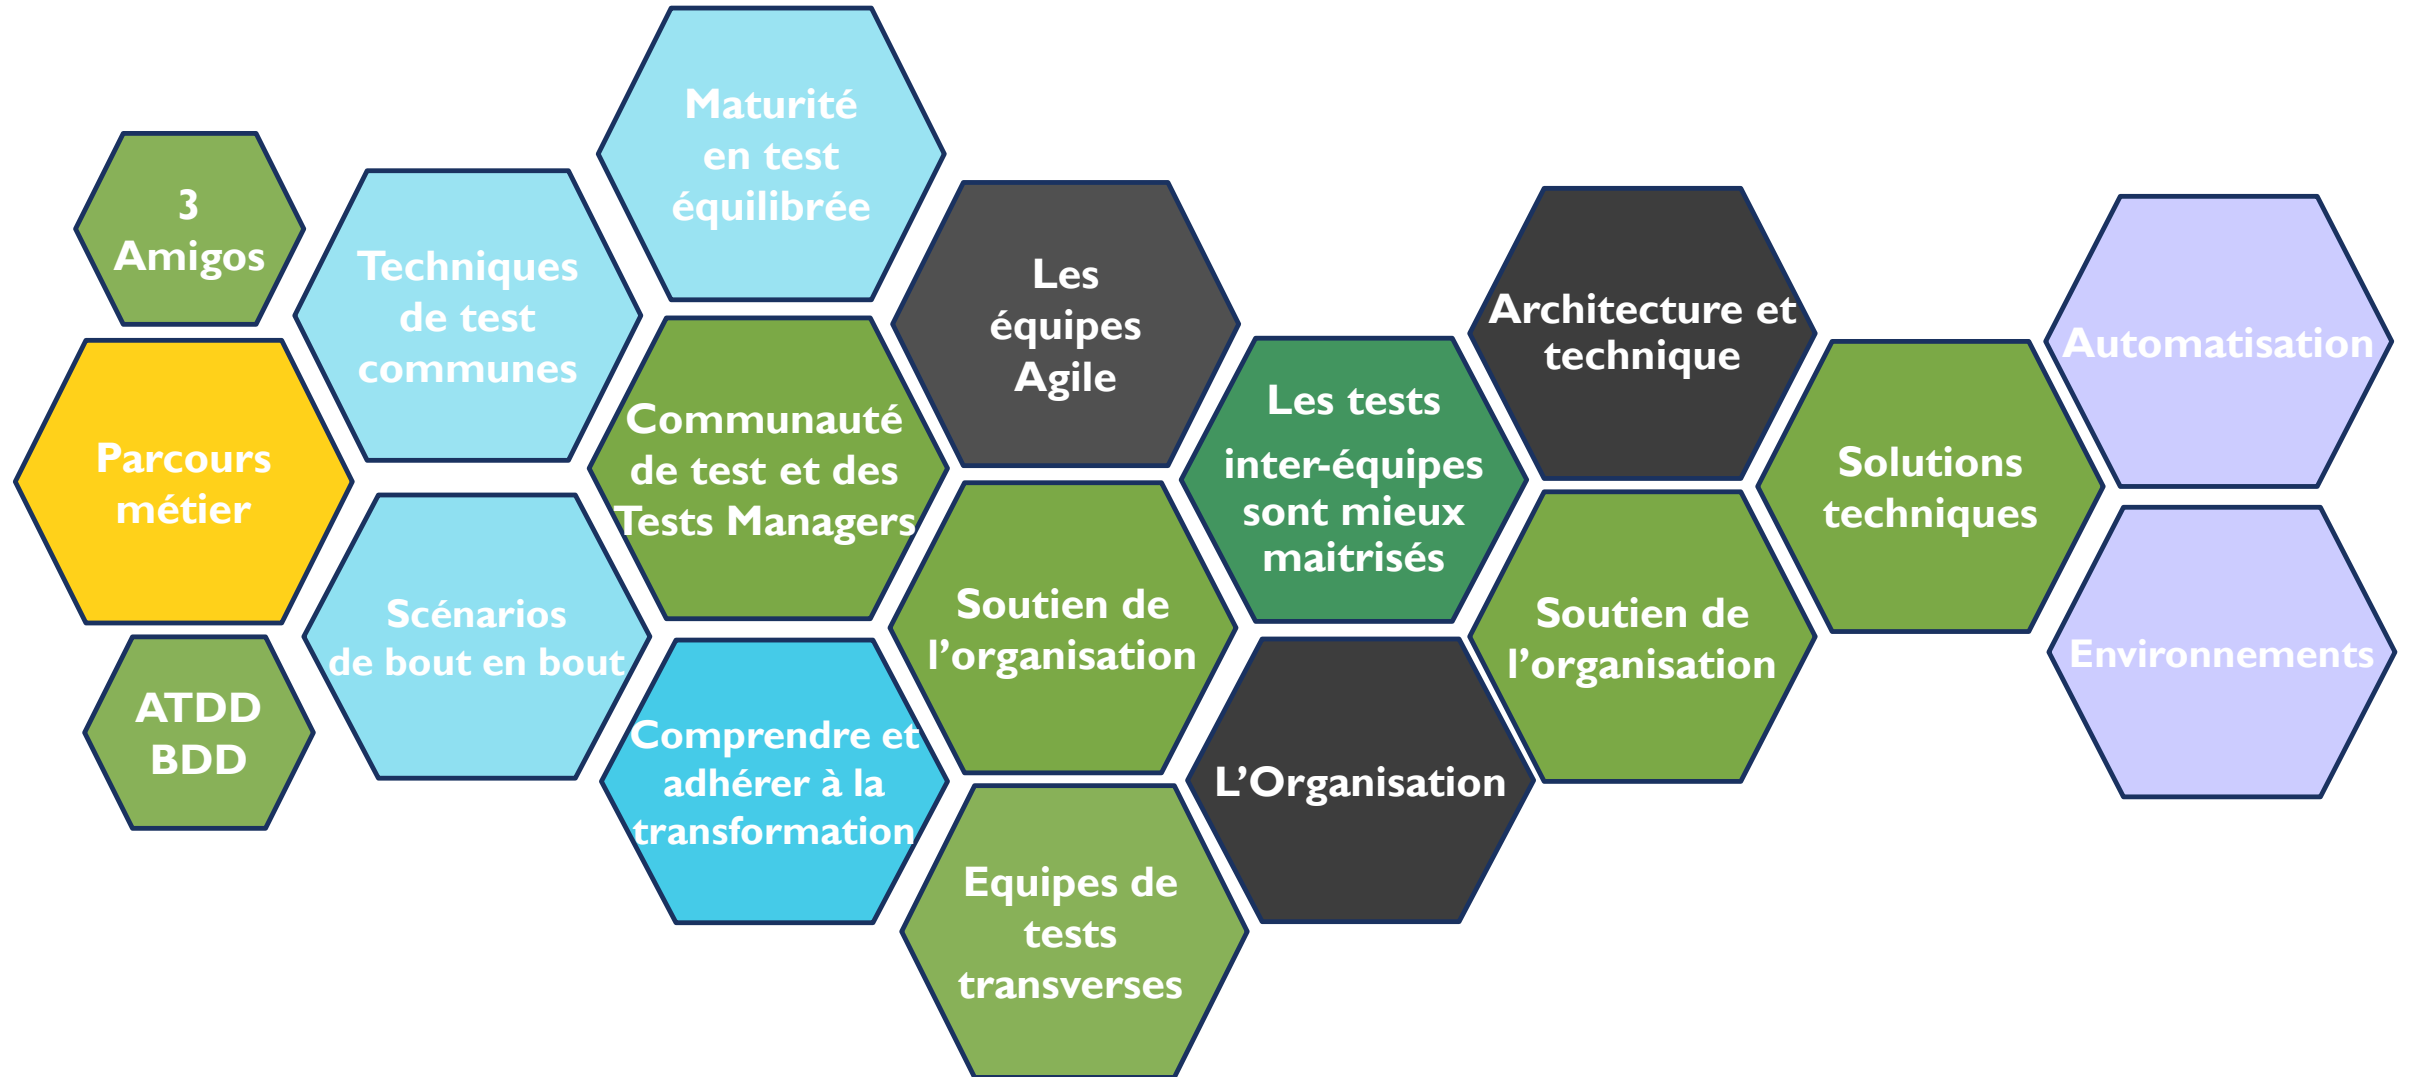 3
Amigos
Parcours
métier
ATDD
BDD
Techniques
de test
communes
Scénarios
de bout en bout
Maturité
en test
équilibrée
Communauté
de test et des
Tests Managers
Comprendre et
adhérer à la
transformation
Les
équipes
Agile
Soutien de
l’organisation
Equipes de
tests
transverses
Les tests
inter-équipes
sont mieux
maitrisés
L’Organisation
Architecture et
technique
Soutien de
l’organisation
Solutions
techniques
Automatisation
Environnements